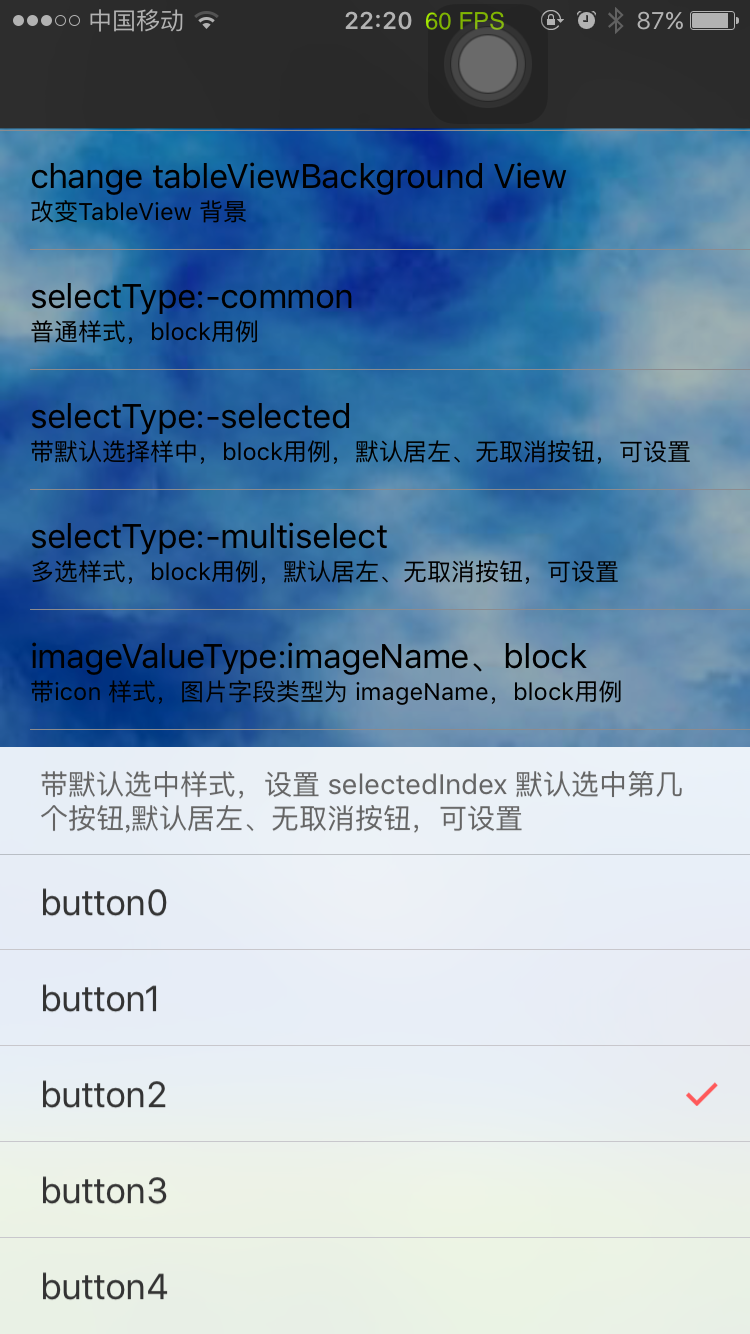 中国移动 22:20 60 FPS 87%
change tableViewBackground View
改变TableView 背景
selectType:-common
普通样式，block用例
selectType:-selected
带默认选择样中，block用例，默认居左、无取消按钮，可设置
selectType:-multiselect
多选样式，block用例，默认居左、无取消按钮，可设置
imageValueType:imageName、block
带icon 样式，图片字段类型为 imageName，block用例
带默认选中样式，设置 selectedIndex 默认选中第几
个按钮,默认居左、无取消按钮，可设置
button0
button1
button2
button3
button4